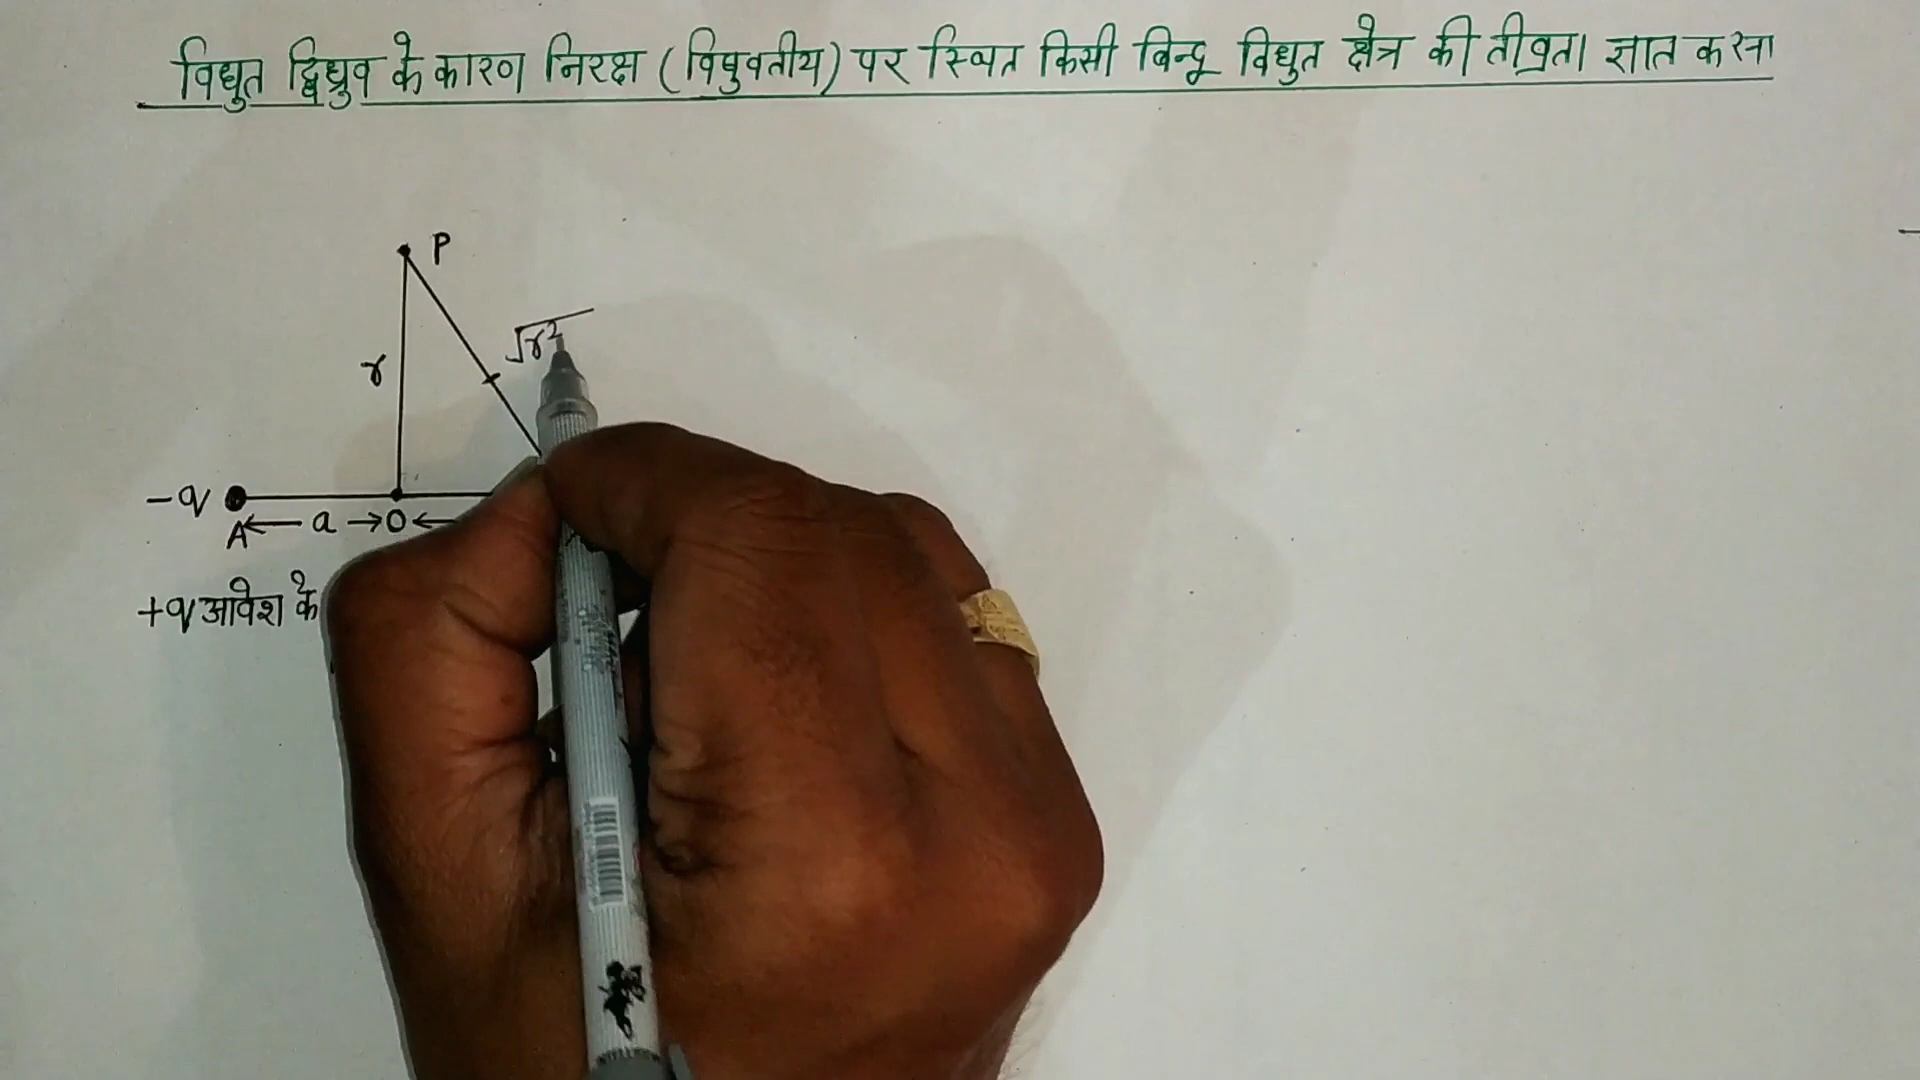 विद्युत द्विध्रुव के कारण निरक्ष (विषुवतीय) पर स्थित किसी बिन्दू विद्युत क्षेत्र की तीव्रता ज्ञात करना
P
√r²
r
-q
A ← a → O ←
+q आवेश के